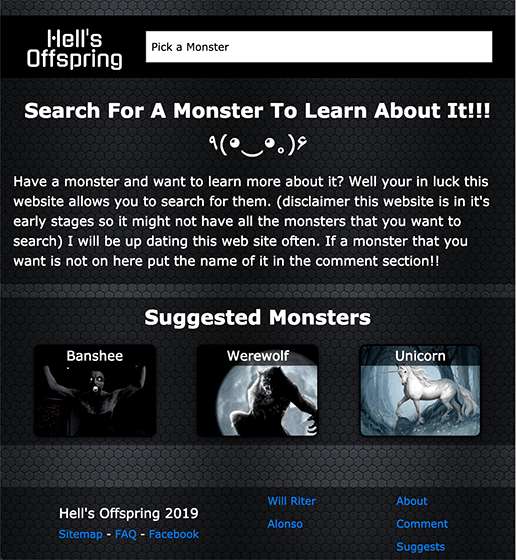 Hell's
Offspring
Pick a Monster
Search For A Monster To Learn About It!!!
٩(•‿•｡)۶
Have a monster and want to learn more about it? Well your in luck this
website allows you to search for them. (disclaimer this website is in it's
early stages so it might not have all the monsters that you want to
search) I will be up dating this web site often. If a monster that you
want is not on here put the name of it in the comment section!!
Suggested Monsters
Banshee
Werewolf
Unicorn
Hell's Offspring 2019
Sitemap - FAQ - Facebook
Will Riter
Alonso
About
Comment
Suggests